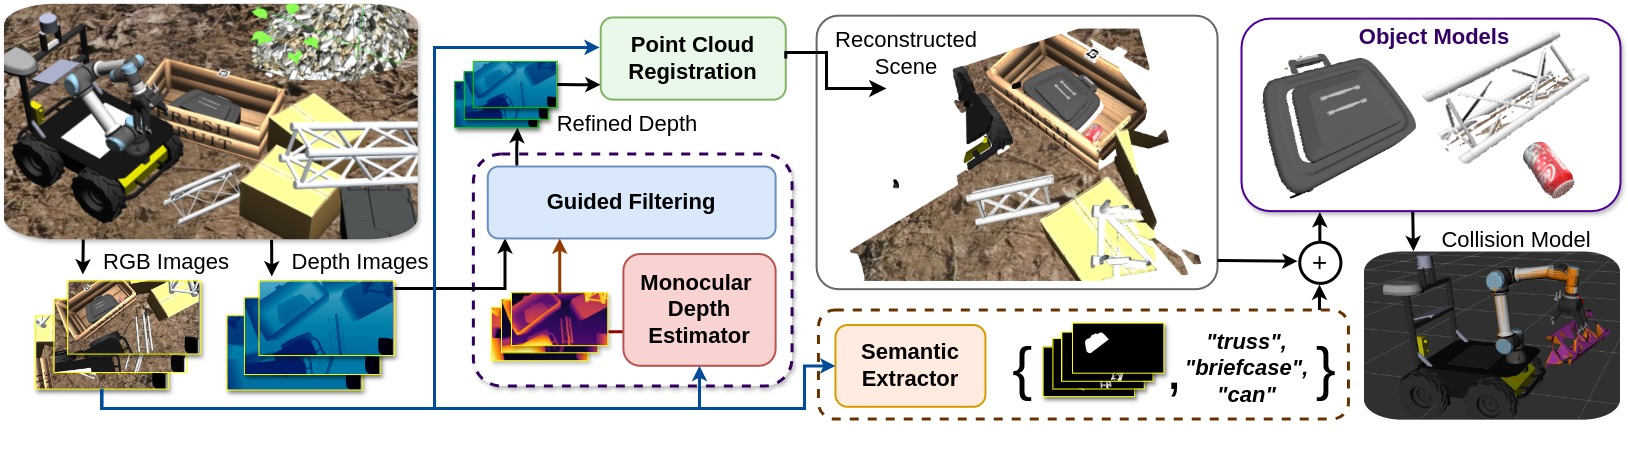 FRESH
FRUIT
RGB Images
Depth Images
Point Cloud
Registration
Refined Depth
Guided Filtering
Monocular
Depth
Estimator
Reconstructed
Scene
Semantic
Extractor
{ , "truss",
"briefcase",
"can" }
+
Object Models
Collision Model